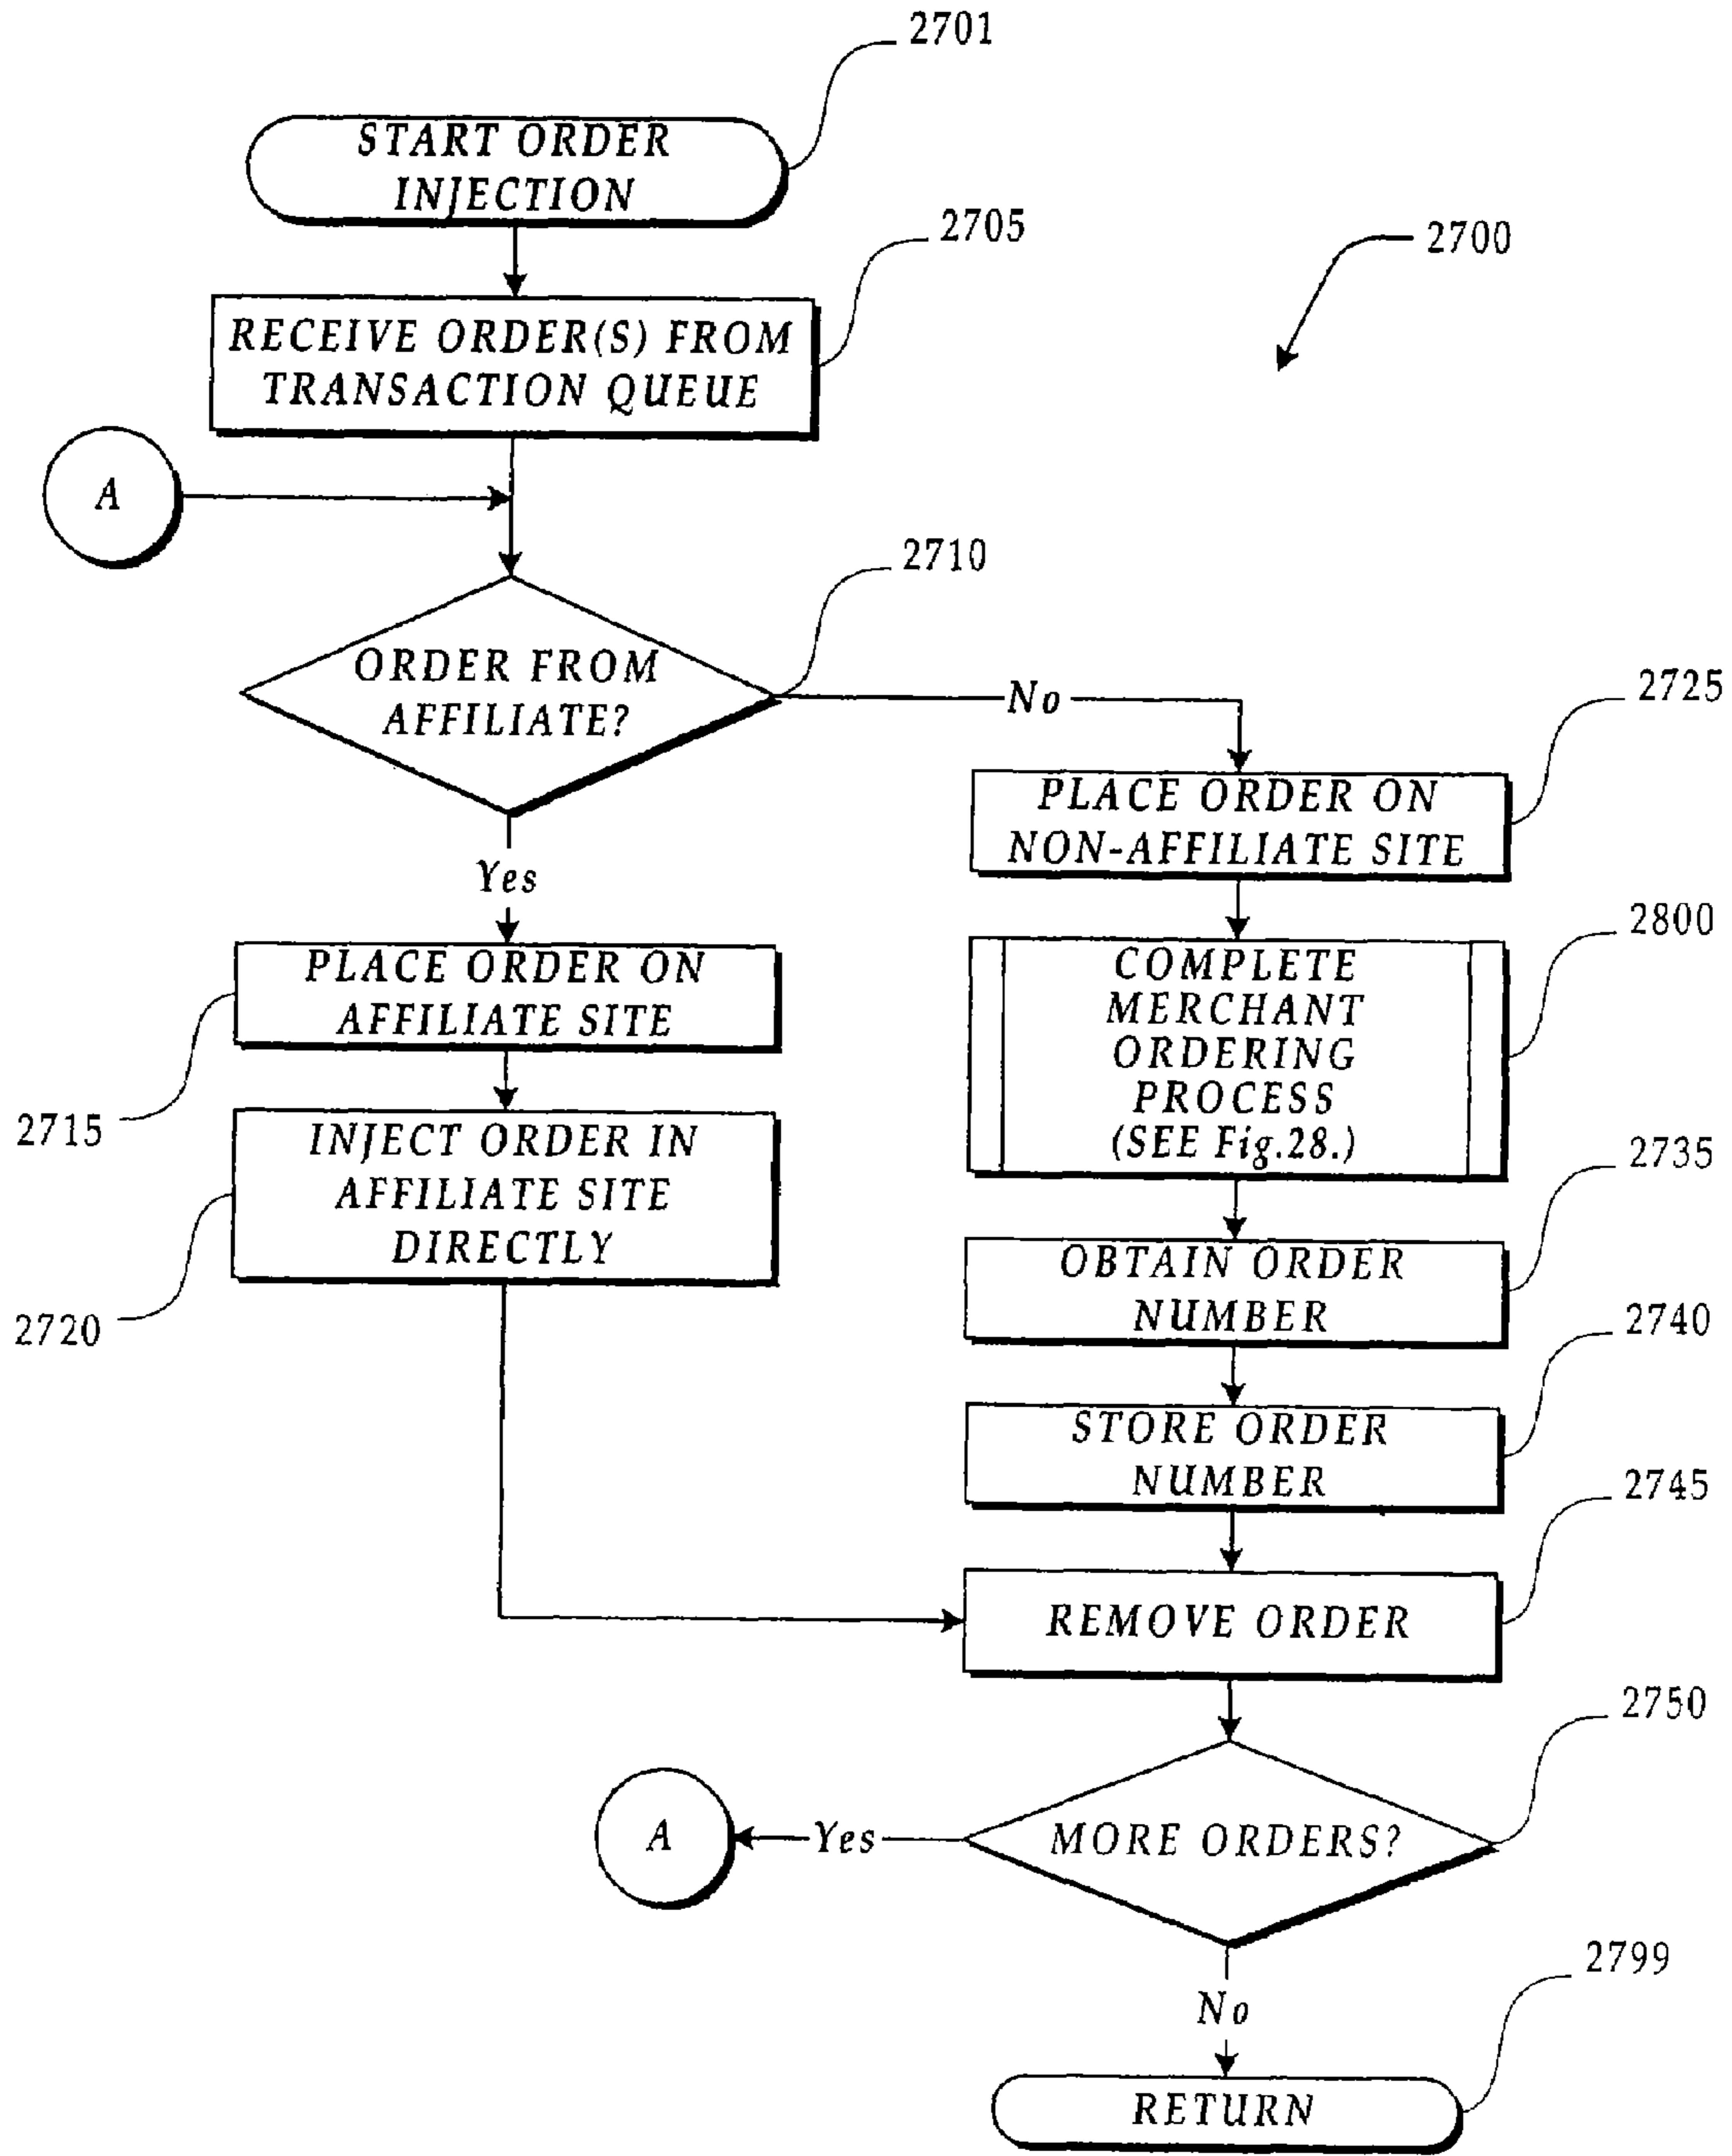 2701
START ORDER
INJECTION
2705
2700
RECEIVE ORDER(S) FROM
TRANSACTION QUEUE
A
2710
ORDER FROM
AFFILIATE?
No
2725
PLACE ORDER ON
NON-AFFILIATE SITE
Yes
2800
PLACE ORDER ON
AFFILIATE SITE
2715
COMPLETE
MERCHANT
ORDERING
PROCESS
(SEE Fig.28.)
INJECT ORDER IN
AFFILIATE SITE
DIRECTLY
2720
2735
OBTAIN ORDER
NUMBER
2740
STORE ORDER
NUMBER
2745
REMOVE ORDER
2750
MORE ORDERS?
Yes
A
No
2799
RETURN